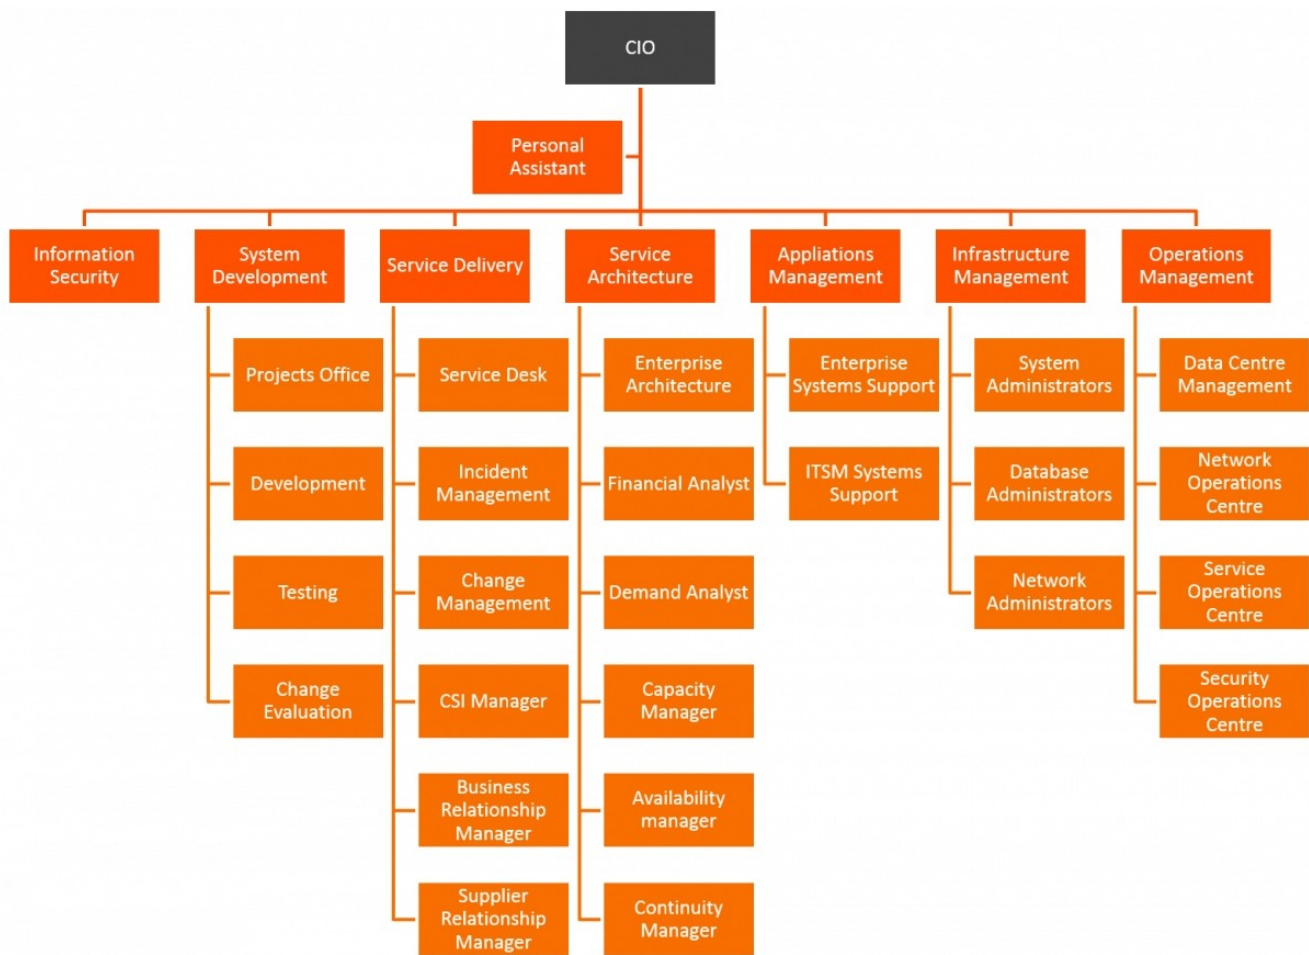 CIO
Personal
Assistant
Information
Security
System
Development
Service Delivery
Service
Architecture
Appliations
Management
Infrastructure
Management
Operations
Management
Projects Office
Service Desk
Enterprise
Architecture
Enterprise
Systems Support
System
Administrators
Data Centre
Management
Development
Incident
Management
Financial Analyst
ITSM Systems
Support
Database
Administrators
Network
Operations
Centre
Testing
Change
Management
Demand Analyst
Network
Administrators
Service
Operations
Centre
Change
Evaluation
CSI Manager
Capacity
Manager
Security
Operations
Centre
Business
Relationship
Manager
Availability
manager
Supplier
Relationship
Manager
Continuity
Manager